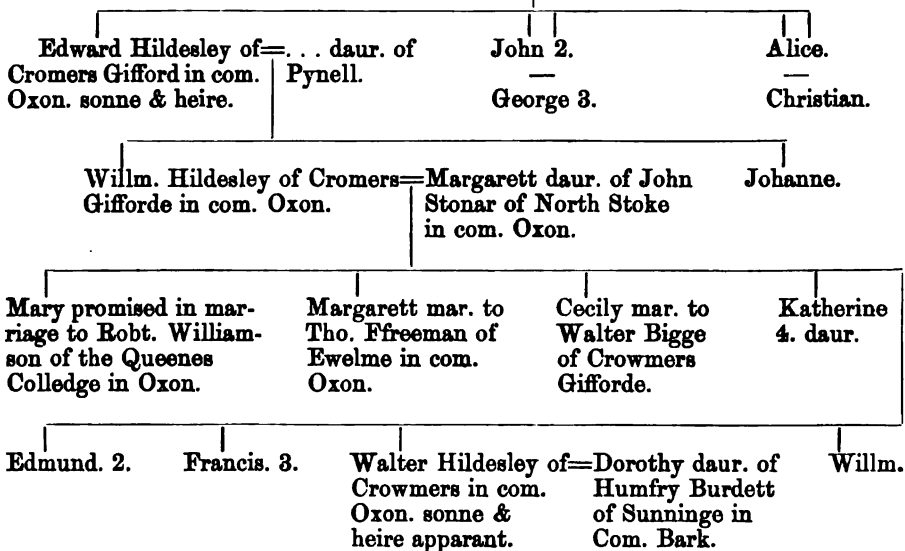 Edward Hildesley of=. . . daur. of
Cromers Gifford in com. Pynell.
Oxon. sonne & heire.
John 2.
—
George 3.
Alice.
—
Christian.
Willm. Hildesley of Cromers=Margarett daur. of John
Gifforde in com. Oxon. Stonar of North Stoke
in com. Oxon.
Johanne.
Mary promised in mar-
riage to Robt. William-
son of the Queenes
Colledge in Oxon.
Margarett mar. to
Tho. Ffreeman of
Ewelme in com.
Oxon.
Cecily mar. to
Walter Bigge
of Crowmers
Gifforde.
Katherine
4. daur.
Edmund. 2.
Francis. 3.
Walter Hildesley of=Dorothy daur. of
Crowmers in com. Humfry Burdett
Oxon. sonne & of Sunninge in
heire apparant. Com. Bark.
Willm.